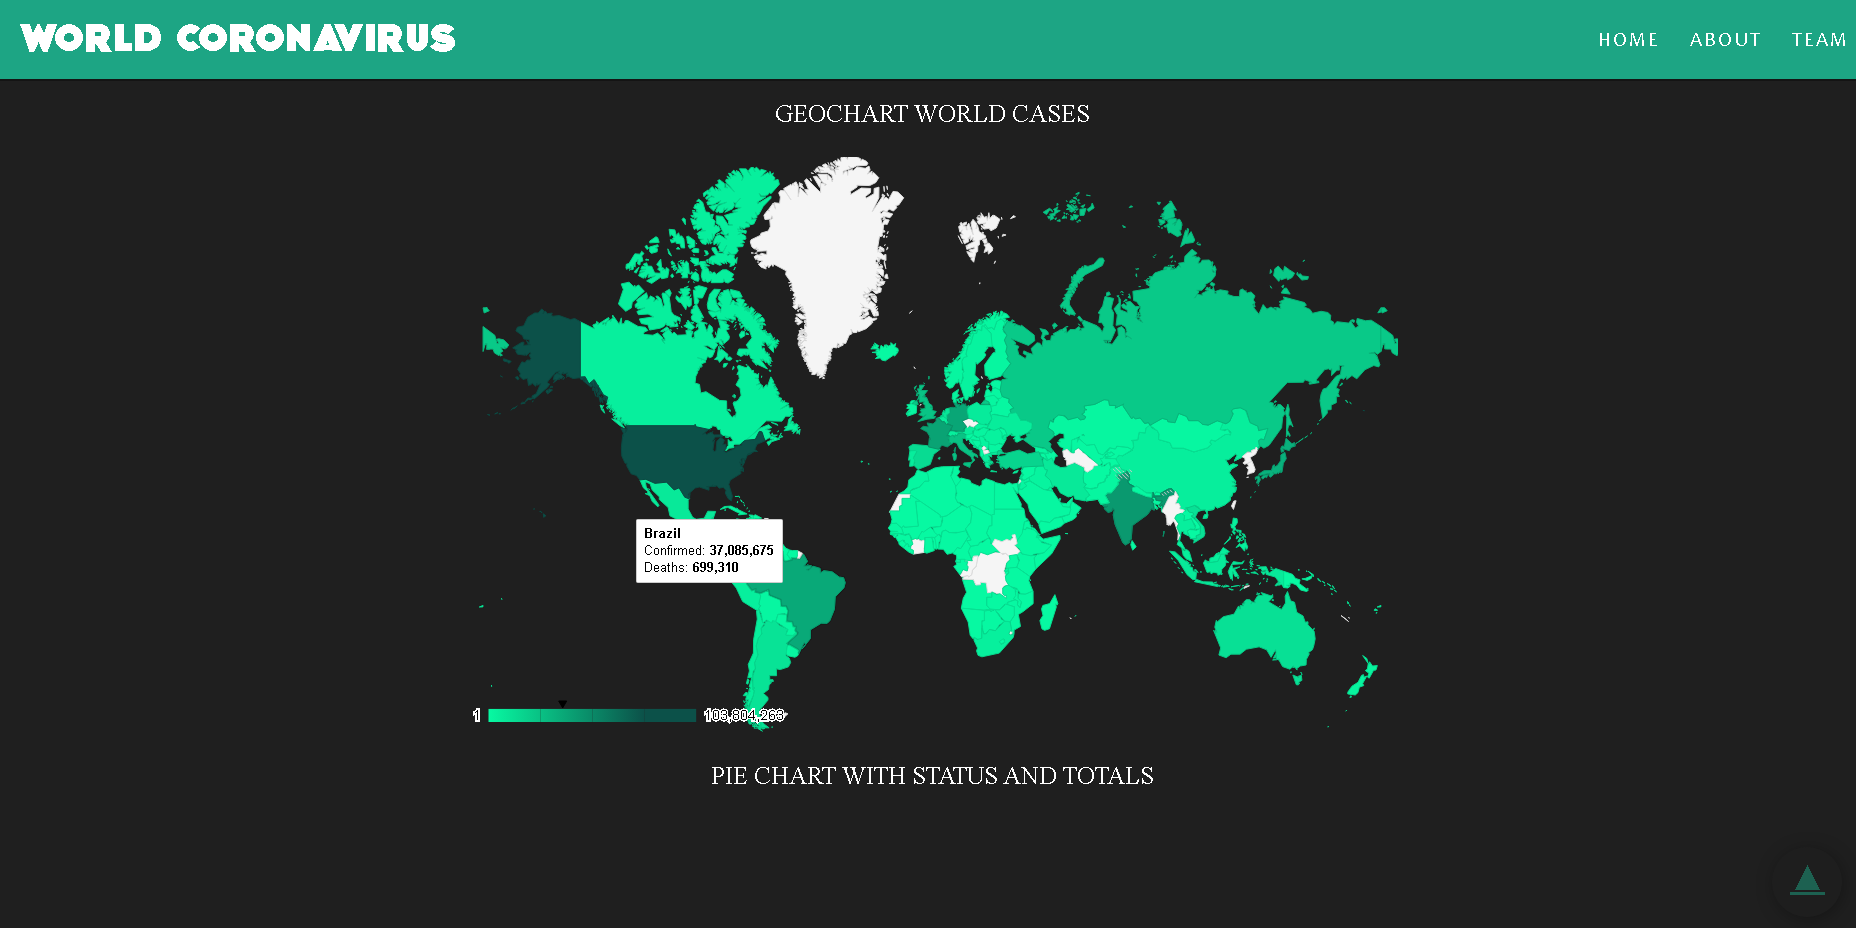 WORLD CORONAVIRUS
HOME ABOUT TEAM
GEOCHART WORLD CASES
Brazil
Confirmed: 37,085,675
Deaths: 699,310
1 103,804,263
PIE CHART WITH STATUS AND TOTALS